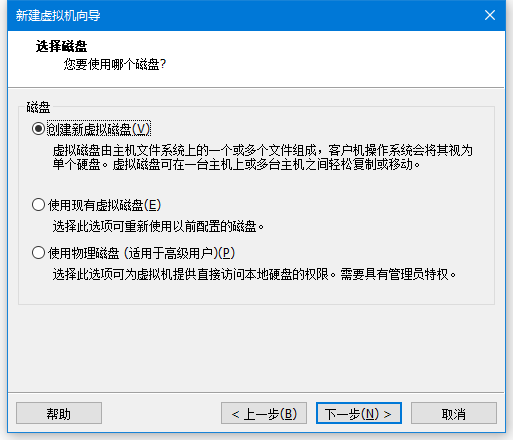 新建虚拟机向导
选择磁盘
您要使用哪个磁盘?
磁盘
创建新虚拟磁盘(V)
虚拟磁盘由主机文件系统上的一个或多个文件组成，客户机操作系统会将其视为
单个硬盘。虚拟磁盘可在一台主机上或多台主机之间轻松复制或移动。
使用现有虚拟磁盘(E)
选择此选项可重新使用以前配置的磁盘。
使用物理磁盘 (适用于高级用户)(P)
选择此选项可为虚拟机提供直接访问本地硬盘的权限。需要具有管理员特权。
帮助
< 上一步(B)
下一步(N) >
取消